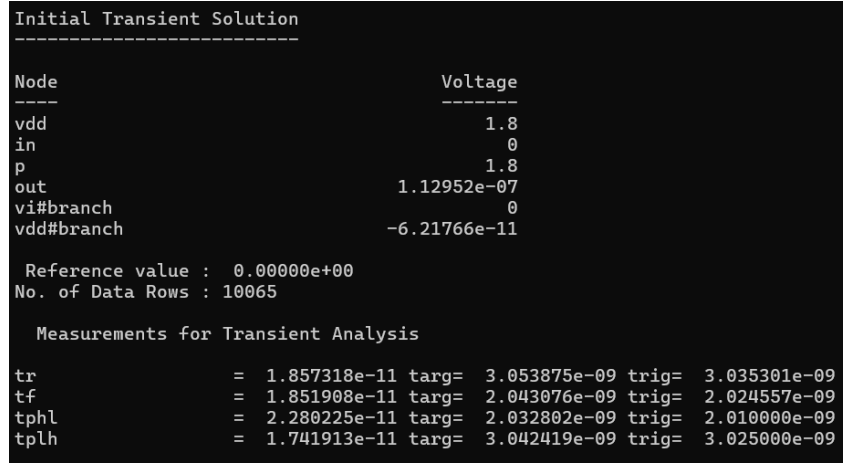 Initial Transient Solution
--------------------------
Node Voltage
---- -------
vdd 1.8
in 0
p 1.8
out 1.12952e-07
vi#branch 0
vdd#branch -6.21766e-11
Reference value : 0.00000e+00
No. of Data Rows : 10065
Measurements for Transient Analysis
tr = 1.857318e-11 targ= 3.053875e-09 trig= 3.035301e-09
tf = 1.851908e-11 targ= 2.043076e-09 trig= 2.024557e-09
tphl = 2.280225e-11 targ= 2.032802e-09 trig= 2.010000e-09
tplh = 1.741913e-11 targ= 3.042419e-09 trig= 3.025000e-09